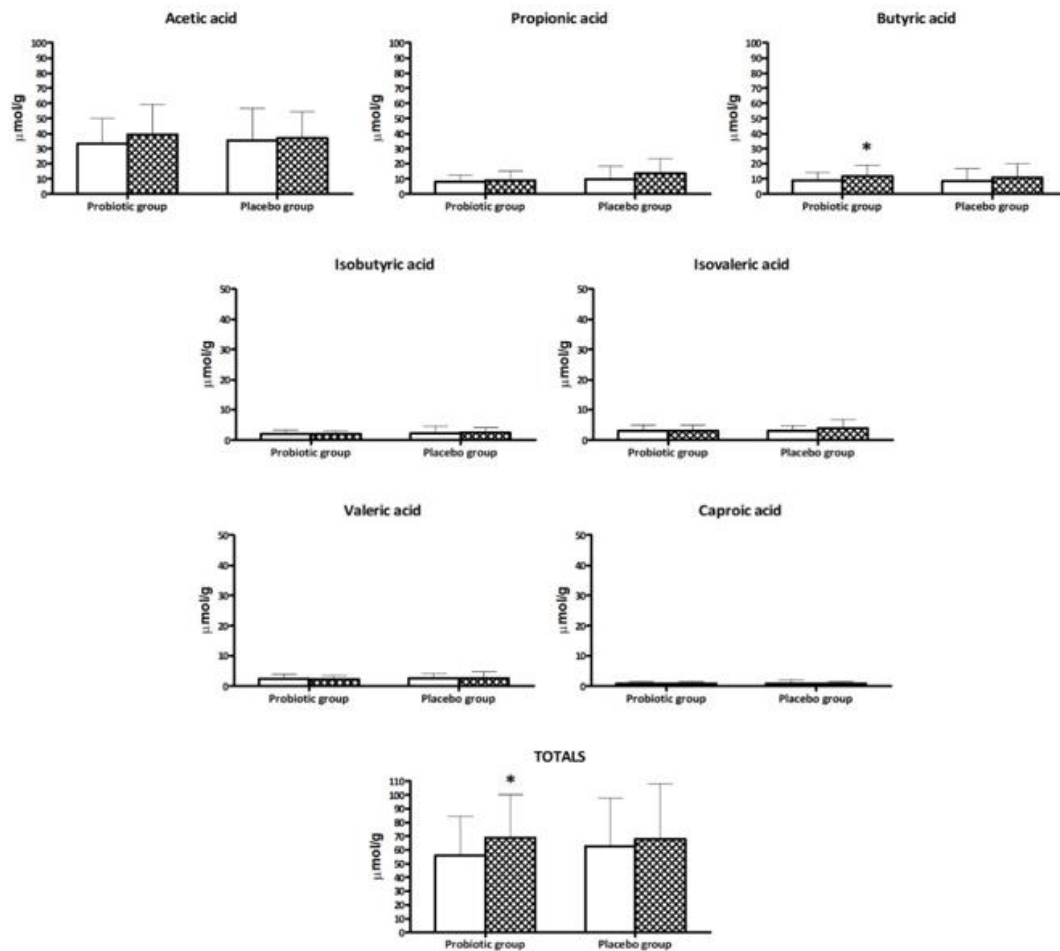 Acetic acid
μmol/g
100
90
80
70
60
50
40
30
20
10
0
Probiotic group
Placebo group
Propionic acid
μmol/g
100
90
80
70
60
50
40
30
20
10
0
Probiotic group
Placebo group
Butyric acid
μmol/g
100
90
80
70
60
50
40
30
20
10
0
*
Probiotic group
Placebo group
Isobutyric acid
μmol/g
50
40
30
20
10
0
Probiotic group
Placebo group
Isovaleric acid
μmol/g
50
40
30
20
10
0
Probiotic group
Placebo group
Valeric acid
μmol/g
50
40
30
20
10
0
Probiotic group
Placebo group
Caproic acid
μmol/g
50
40
30
20
10
0
Probiotic group
Placebo group
TOTALS
μmol/g
110
100
90
80
70
60
50
40
30
20
10
0
*
Probiotic group
Placebo group